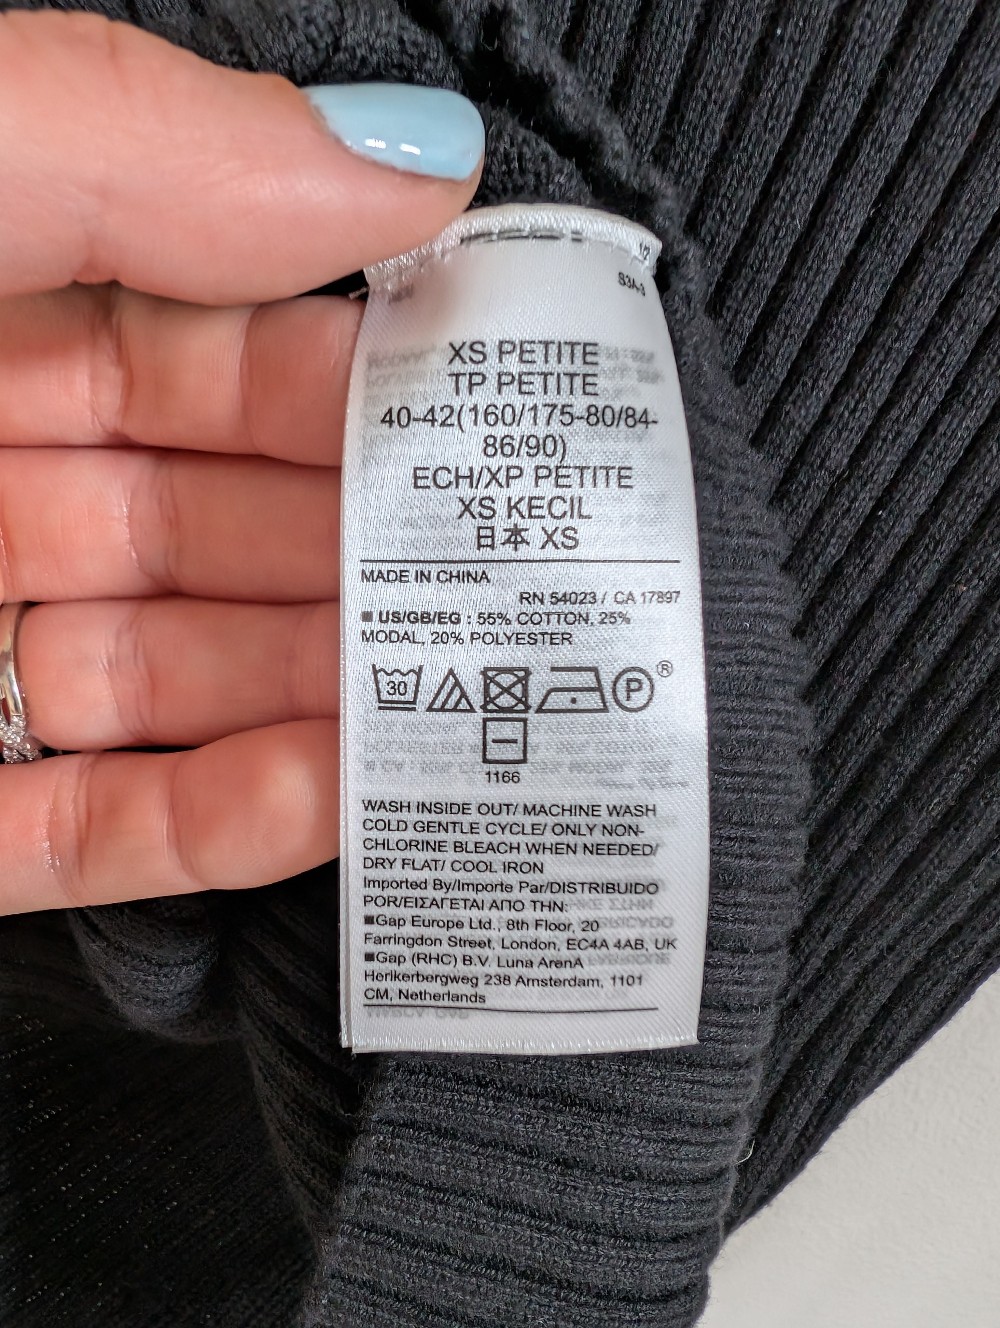 S3A-3
XS PETITE
TP PETITE
40-42(160/175-80/84-
86/90)
ECH/XP PETITE
XS KECIL
日本 XS
MADE IN CHINA
RN 54023 / CA 17897
■ US/GB/EG : 55% COTTON, 25%
MODAL, 20% POLYESTER
30
P®
1166
WASH INSIDE OUT/ MACHINE WASH
COLD GENTLE CYCLE/ ONLY NON-
CHLORINE BLEACH WHEN NEEDED/
DRY FLAT/ COOL IRON
Imported By/Importe Par/DISTRIBUIDO
POR/ΕΙΣΑΓΕΤΑΙ ΑΠΟ ΤΗΝ:
■Gap Europe Ltd., 8th Floor, 20
Farringdon Street, London, EC4A 4AB, UK
■Gap (RHC) B.V. Luna ArenA
Herikerbergweg 238 Amsterdam, 1101
CM, Netherlands